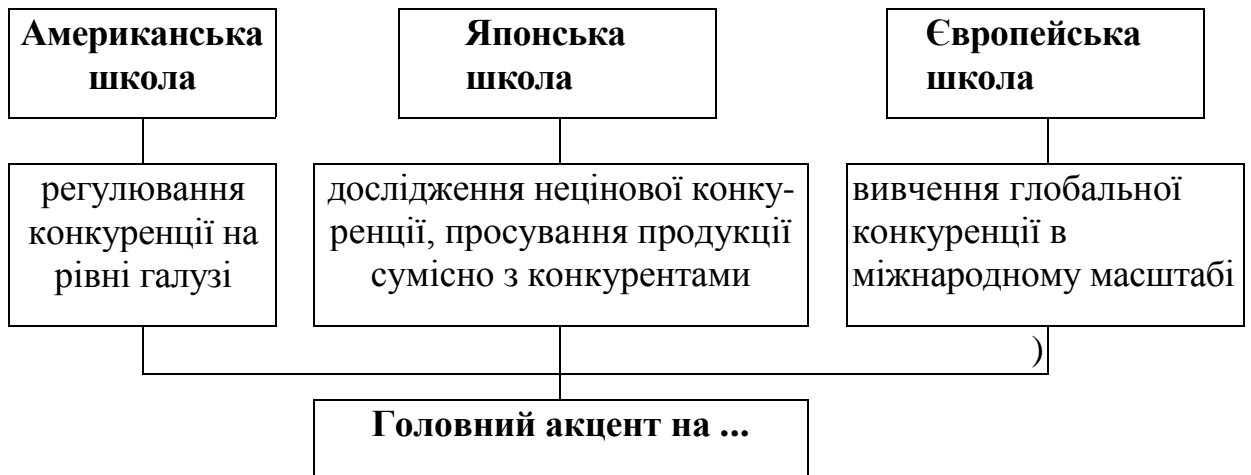 Американська
школа
Японська
школа
Європейська
школа
регулювання
конкуренції на
рівні галузі
дослідження нецінової конку-
ренції, просування продукції
сумісно з конкурентами
вивчення глобальної
конкуренції в
міжнародному масштабі
)
Головний акцент на ...